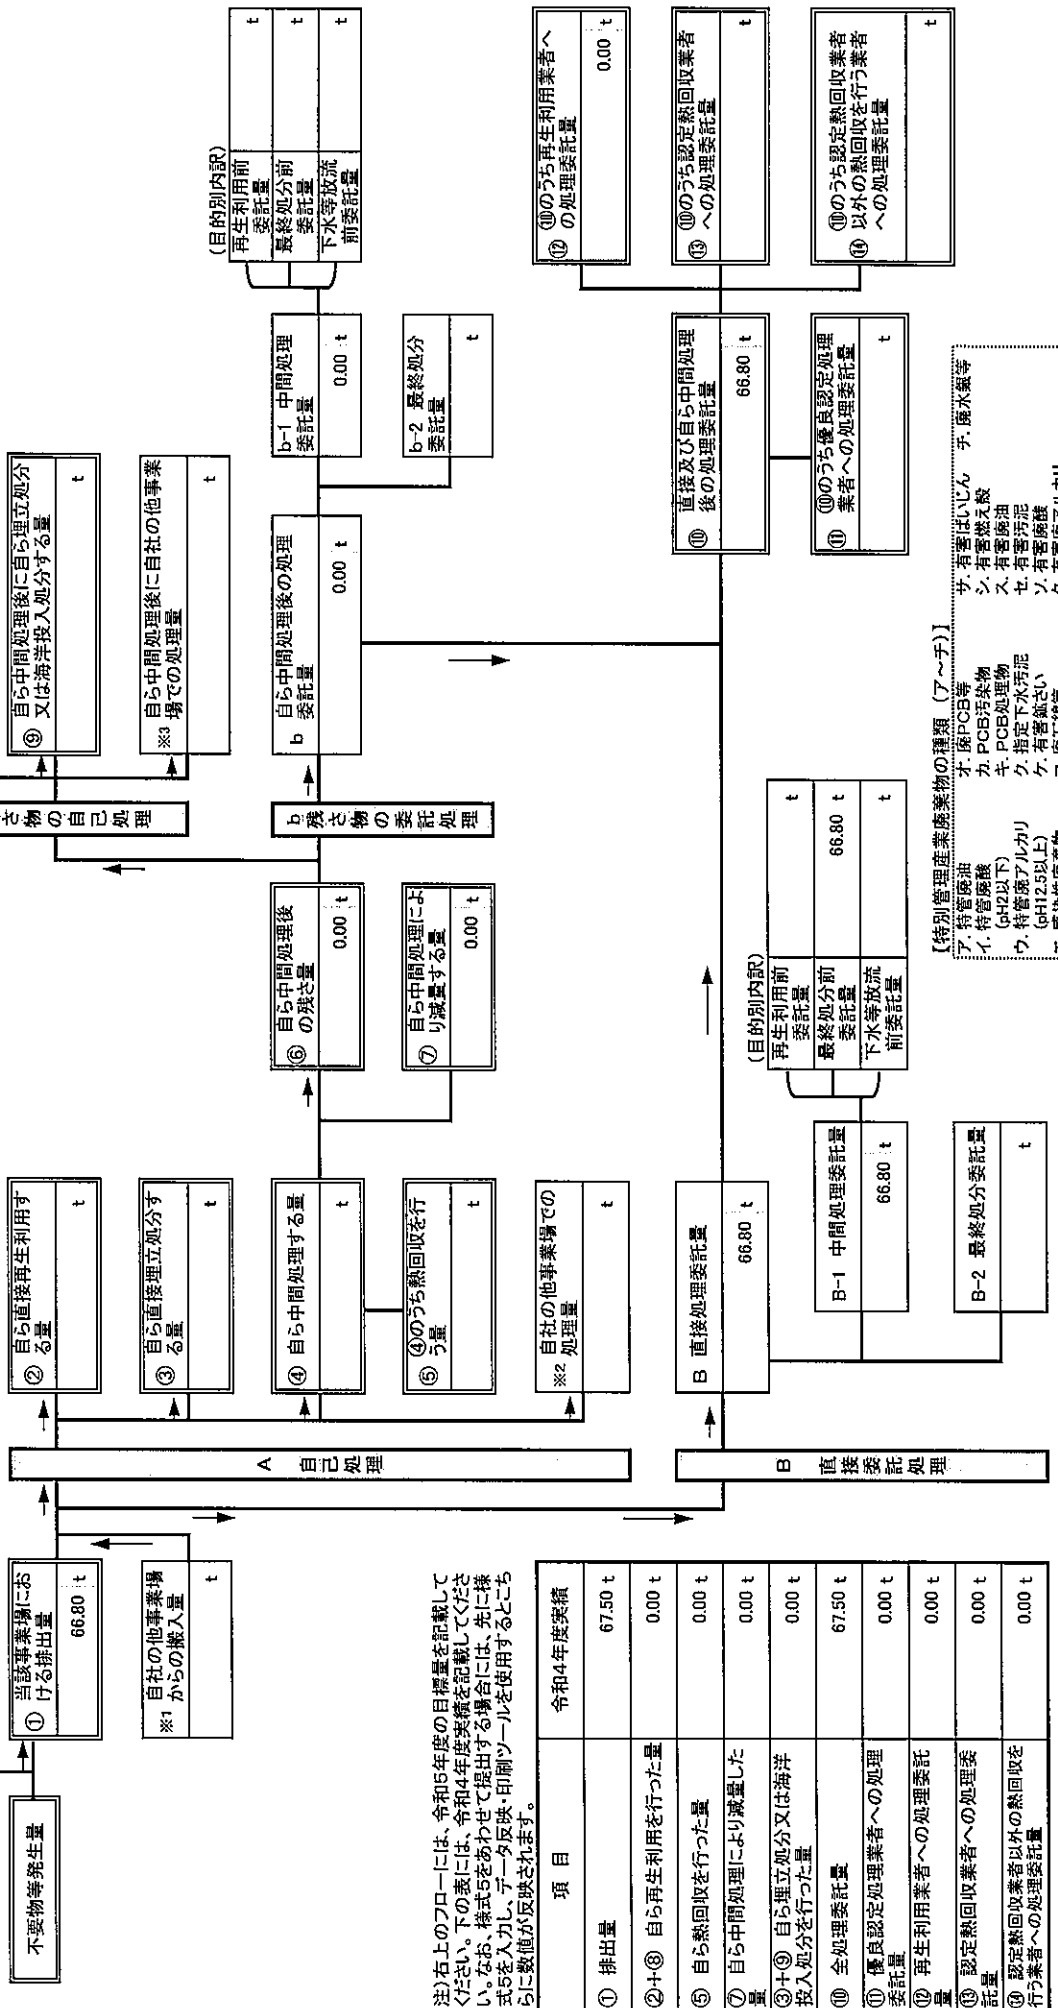 不要物等発生量
① 当該事業場にお
ける排出量
66.80 t
※1 自社の他事業場
からの搬入量
t
A 自己処理
② 自ら直接再生利用す
る量
t
③ 自ら直接埋立処分す
る量
t
④ 自ら中間処理する量
t
⑤ ④のうち熱回収を行
う量
t
※2 自社の他事業場での
処理量
t
⑥ 自ら中間処理後
の残さ量
0.00 t
⑦ 自ら中間処理によ
り減量する量
0.00 t
さ物の自己処理
⑨ 自ら中間処理後に自ら埋立処分
又は海洋投入処分する量
t
※3 自ら中間処理後に自社の他事業
場での処理量
t
b 残さ物の委託処理
b 自ら中間処理後の処理
委託量
0.00 t
b-1 中間処理
委託量
0.00 t
b-2 最終処分
委託量
t
(目的別内訳)
再生利用前
委託量
t
最終処分前
委託量
t
下水等放流
前委託量
t
B 直接委託処理
B 直接処理委託量
66.80 t
B-1 中間処理委託量
66.80 t
B-2 最終処分委託量
t
(目的別内訳)
再生利用前
委託量
t
最終処分前
委託量
66.80 t
下水等放流
前委託量
t
⑩ 直接及び自ら中間処理
後の処理委託量
66.80 t
⑪ ⑩のうち優良認定処理
業者への処理委託量
t
⑫ ⑩のうち再生利用業者へ
の処理委託量
0.00 t
⑬ ⑩のうち認定熱回収業者
への処理委託量
t
⑭ ⑩のうち認定熱回収業者
以外の熱回収を行う業者
への処理委託量
t
注)右上のフローには、令和5年度の目標量を記載して
ください。下の表には、令和4年度実績を記載してくださ
い。なお、様式5をあわせて提出する場合には、先に様
式5を入力し、データ反映・印刷ツールを使用するところ
らに数値が反映されます。
項 目 令和4年度実績
① 排出量 67.50 t
②+⑧ 自ら再生利用を行った量 0.00 t
⑤ 自ら熱回収を行った量 0.00 t
⑦ 自ら中間処理により減量した
量 0.00 t
③+⑨ 自ら埋立処分又は海洋
投入処分を行った量 0.00 t
⑩ 全処理委託量 67.50 t
⑪ 優良認定処理業者への処理
委託量 0.00 t
⑫ 再生利用業者への処理委託
量 0.00 t
⑬ 認定熱回収業者への処理委
託量 0.00 t
⑭ 認定熱回収業者以外の熱回収を
行う業者への処理委託量 0.00 t
【特別管理産業廃棄物の種類 (ア~チ)】
ア. 特管廃油 オ. 廃PCB等 サ. 有害ばいじん チ. 廃水銀等
イ. 特管廃酸 カ. PCB汚染物 シ. 有害燃え殻
(pH2以下) キ. PCB処理物 ス. 有害廃油
ウ. 特管廃アルカリ ク. 指定下水汚泥 セ. 有害汚泥
(pH12.5以上) ケ. 有害鉱さい ソ. 有害廃酸